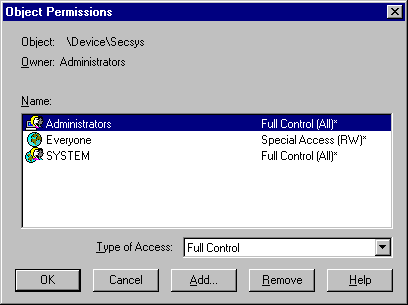 Object Permissions
Object: \Device\Secsys
Owner: Administrators
Name:
Administrators Full Control (All)*
Everyone Special Access (RW)*
SYSTEM Full Control (All)*
Type of Access: Full Control
OK Cancel Add... Remove Help